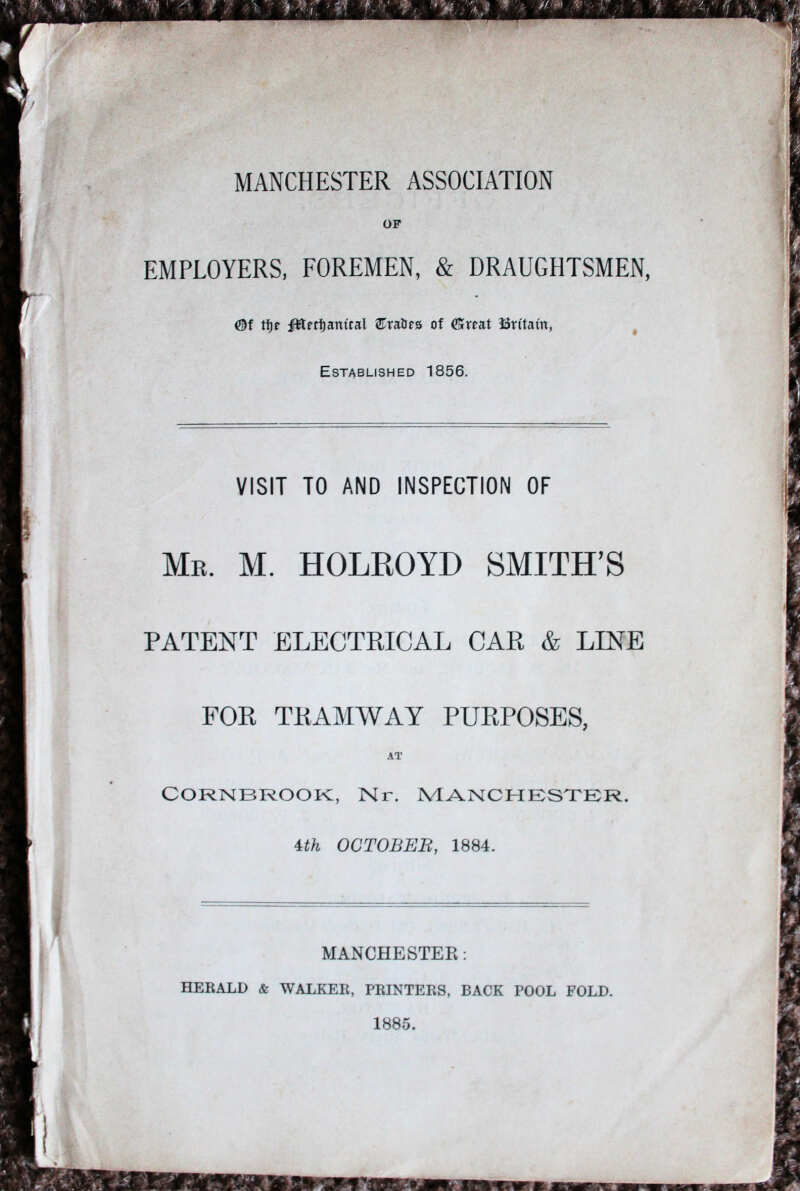 MANCHESTER ASSOCIATION
OF
EMPLOYERS, FOREMEN, & DRAUGHTSMEN,
Of the Mechanical Trades of Great Britain,
ESTABLISHED 1856.
VISIT TO AND INSPECTION OF
MR. M. HOLROYD SMITH'S
PATENT ELECTRICAL CAR & LINE
FOR TRAMWAY PURPOSES,
AT
CORNBROOK, Nr. MANCHESTER.
4th OCTOBER, 1884.
MANCHESTER:
HERALD & WALKER, PRINTERS, BACK POOL FOLD.
1885.